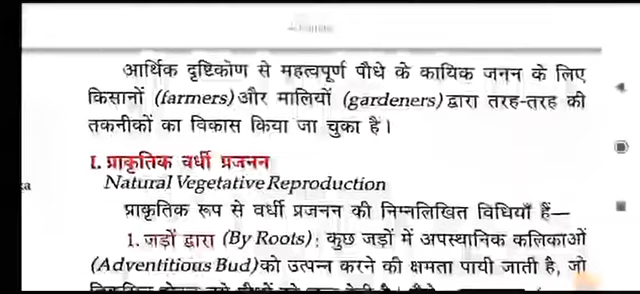 आर्थिक दृष्टिकोण से महत्वपूर्ण पौधे के कायिक जनन के लिए
किसानों (farmers) और मालियों (gardeners) द्वारा तरह-तरह की
तकनीकों का विकास किया जा चुका है।
I. प्राकृतिक वर्धी प्रजनन
Natural Vegetative Reproduction
प्राकृतिक रूप से वर्धी प्रजनन की निम्नलिखित विधियाँ हैं—
1. जड़ों द्वारा (By Roots) : कुछ जड़ों में अपस्थानिक कलिकाओं
(Adventitious Bud) को उत्पन्न करने की क्षमता पायी जाती है, जो